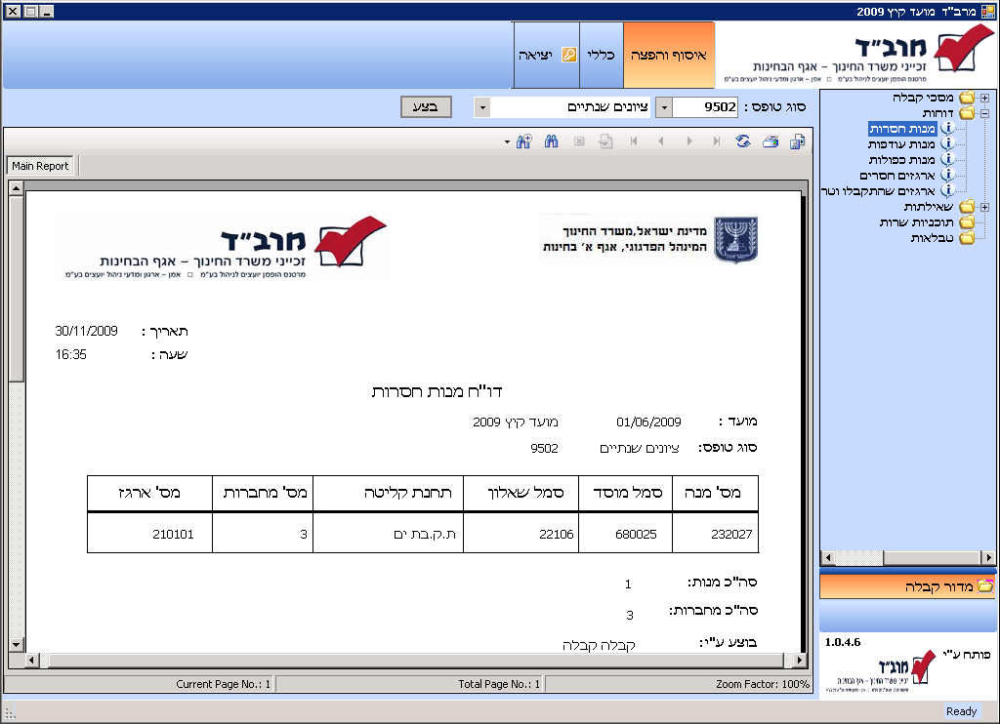 מרב"ד מועד קיץ 2009
מרב"ד
זכייני משרד החינוך - אגף הבחינות
מרטנס הופמן יועצים לניהול בע"מ □ אמן - ארגון ומדעי ניהול יועצים בע"מ
איסוף והפצה
כללי
יציאה
סוג טופס : 9502 ציונים שנתיים
בצע
מסכי קבלה
דוחות
מנות חסרות
מנות עודפות
מנות כפולות
ארגזים חסרים
ארגזים שהתקבלו וטר
שאילתות
תוכניות שרות
טבלאות
Main Report
מדינת ישראל,משרד החינוך
המינהל הפדגוגי, אגף א' בחינות
מרב"ד
זכייני משרד החינוך - אגף הבחינות
מרטנס הופמן יועצים לניהול בע"מ □ אמן - ארגון ומדעי ניהול יועצים בע"מ
תאריך : 30/11/2009
שעה : 16:35
דו"ח מנות חסרות
מועד : 01/06/2009 מועד קיץ 2009
סוג טופס: ציונים שנתיים 9502
מס' מנה סמל מוסד סמל שאלון תחנת קליטה מס' מחברות מס' ארגז
232027 680025 22106 ת.ק.בת ים 3 210101
סה"כ מנות: 1
סה"כ מחברות: 3
בוצע ע"י: קבלה קבלה
Current Page No.: 1
Total Page No.: 1
Zoom Factor: 100%
מדור קבלה
1.0.4.6
פותח ע"י
מרב"ד
זכייני משרד החינוך - אגף הבחינות
Ready